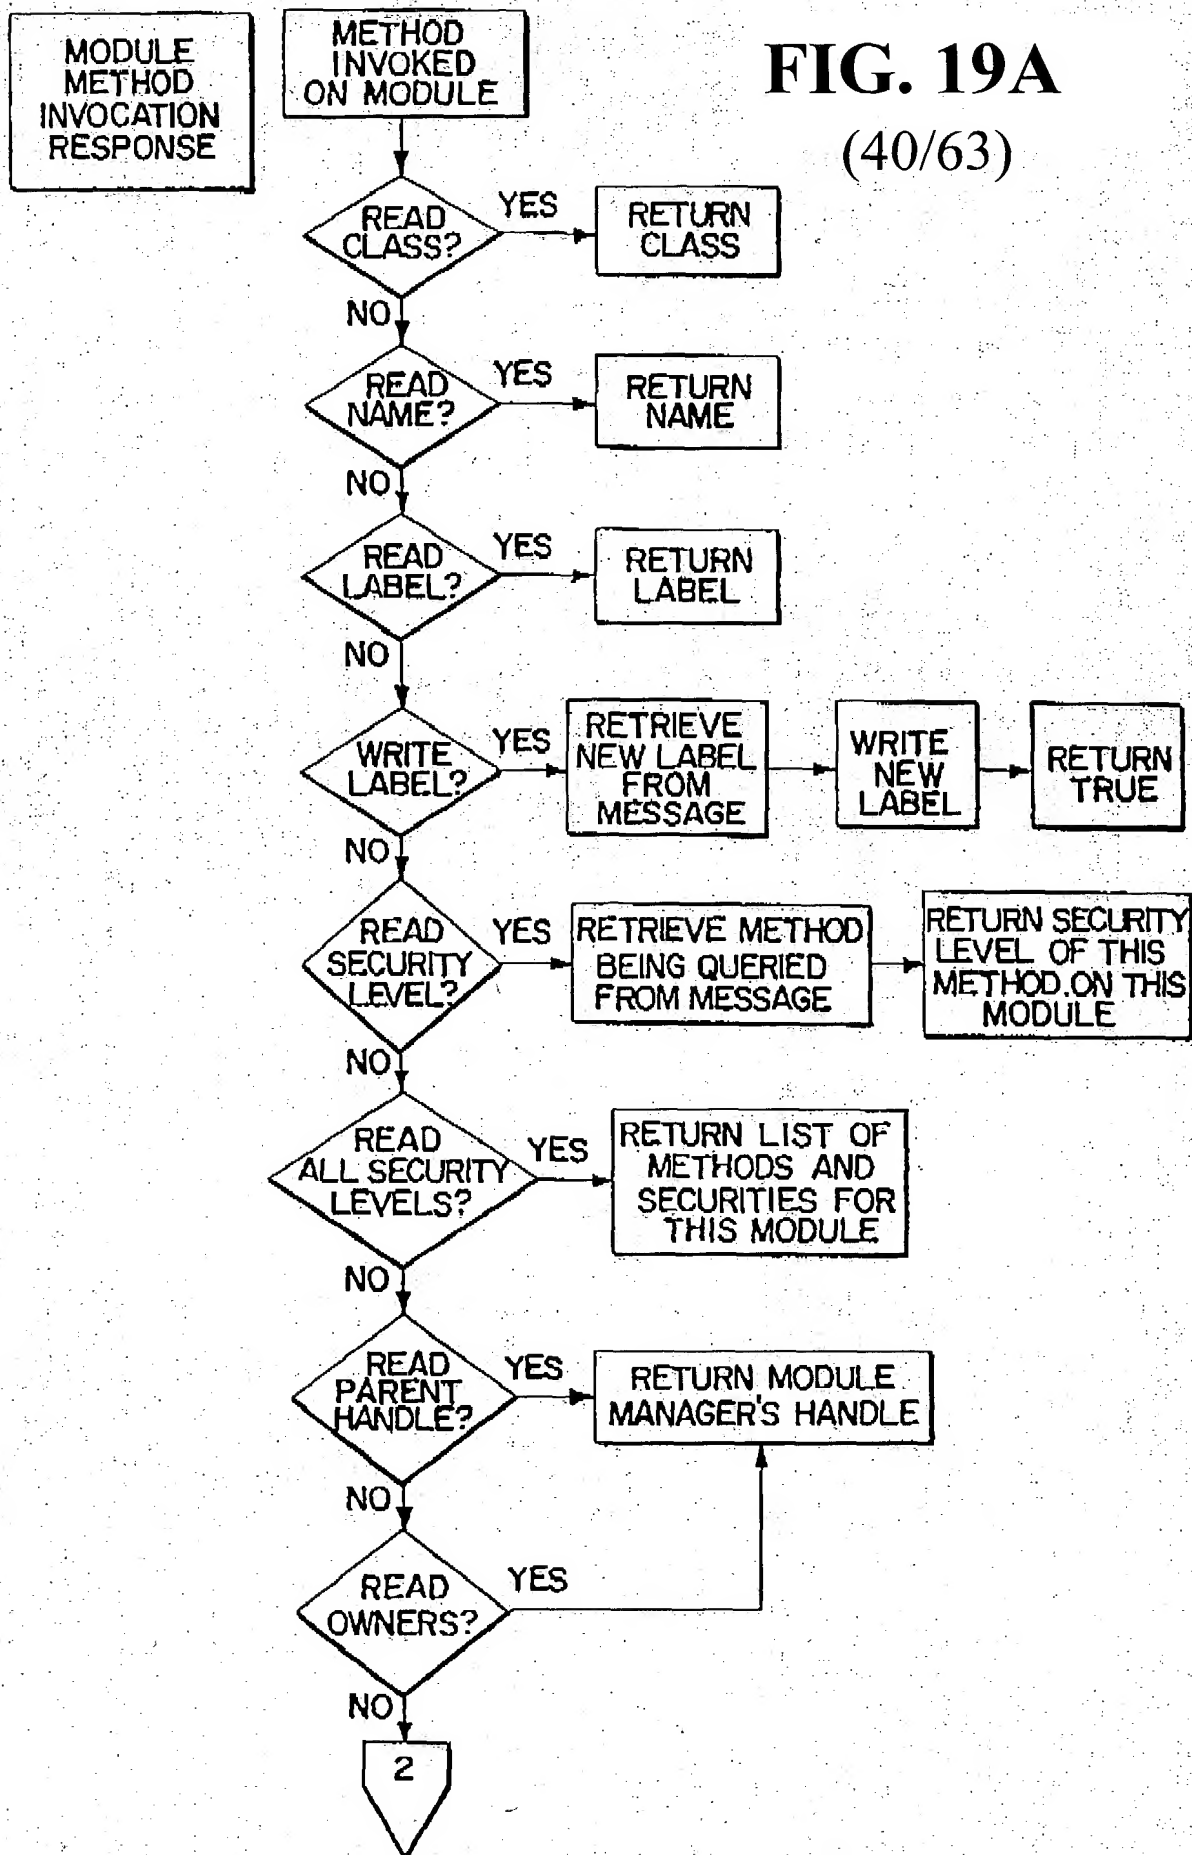 MODULE
METHOD
INVOCATION
RESPONSE
METHOD
INVOKED
ON MODULE
FIG. 19A
(40/63)
READ
CLASS?
YES
RETURN
CLASS
NO
READ
NAME?
YES
RETURN
NAME
NO
READ
LABEL?
YES
RETURN
LABEL
NO
WRITE
LABEL?
YES
RETRIEVE
NEW LABEL
FROM
MESSAGE
WRITE
NEW
LABEL
RETURN
TRUE
NO
READ
SECURITY
LEVEL?
YES
RETRIEVE METHOD
BEING QUERIED
FROM MESSAGE
RETURN SECURITY
LEVEL OF THIS
METHOD ON THIS
MODULE
NO
READ
ALL SECURITY
LEVELS?
YES
RETURN LIST OF
METHODS AND
SECURITIES FOR
THIS MODULE
NO
READ
PARENT
HANDLE?
YES
RETURN MODULE
MANAGER'S HANDLE
NO
READ
OWNERS?
YES
NO
2